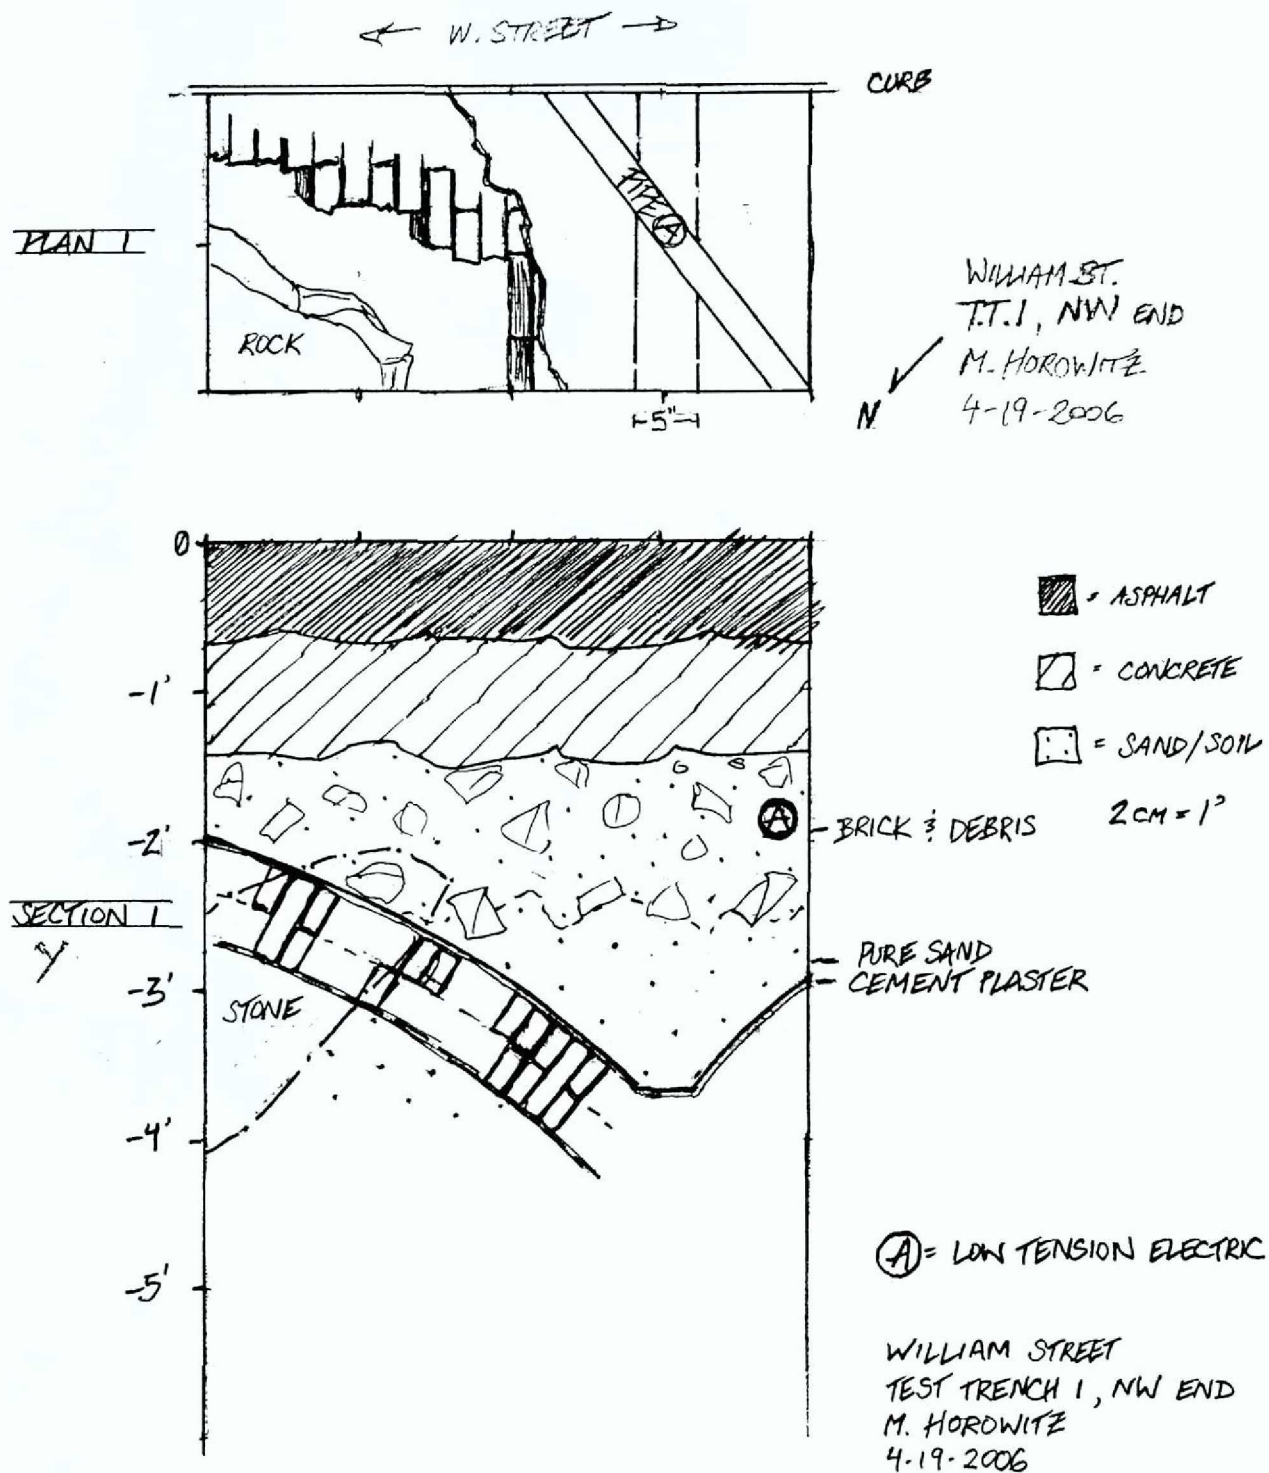 W. STREET
CURB
PLAN 1
PIPE
A
ROCK
5"
N
WILLIAM ST.
T.T.1, NW END
M. HOROWITZ
4-19-2006
0
-1'
-2'
-3'
-4'
-5'
= ASPHALT
= CONCRETE
= SAND/SOIL
2 CM = 1'
A
BRICK & DEBRIS
SECTION 1
PURE SAND
CEMENT PLASTER
STONE
A = LOW TENSION ELECTRIC
WILLIAM STREET
TEST TRENCH 1, NW END
M. HOROWITZ
4-19-2006